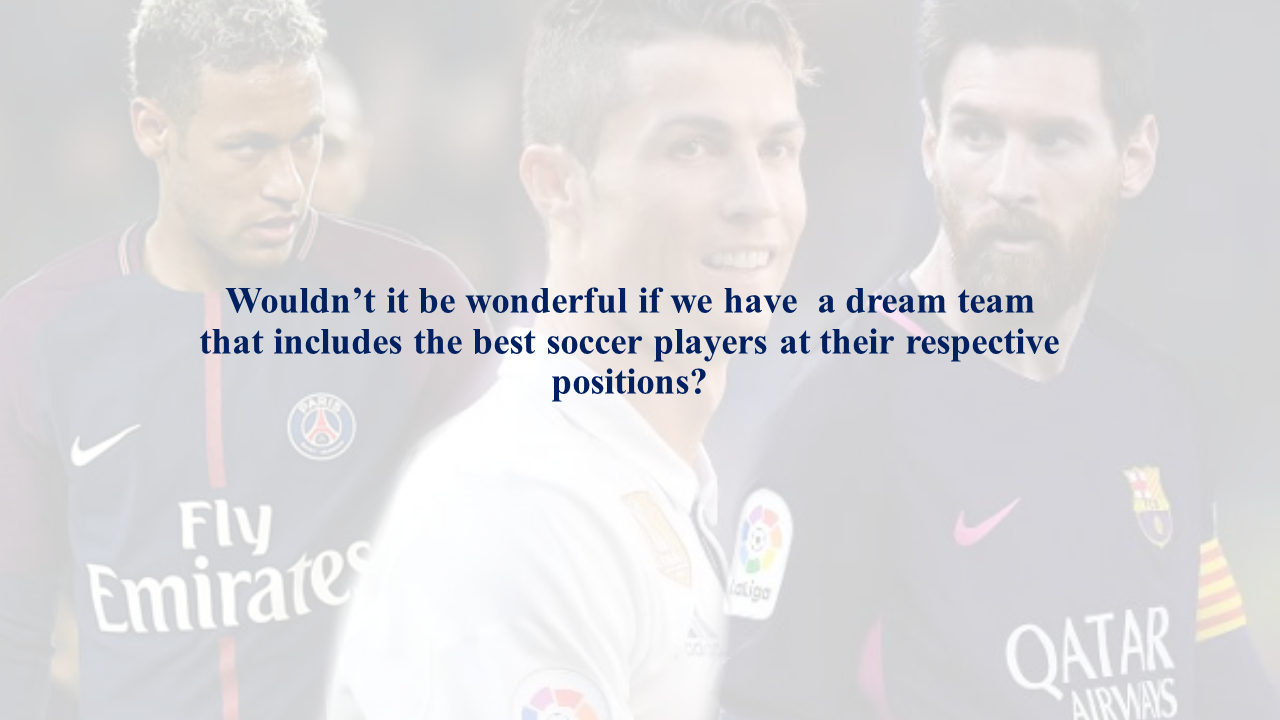 Wouldn’t it be wonderful if we have  a dream team
that includes the best soccer players at their respective
positions?
PARIS
Fly
Emirates
LaLiga
adidas
QATAR
AIRWAYS